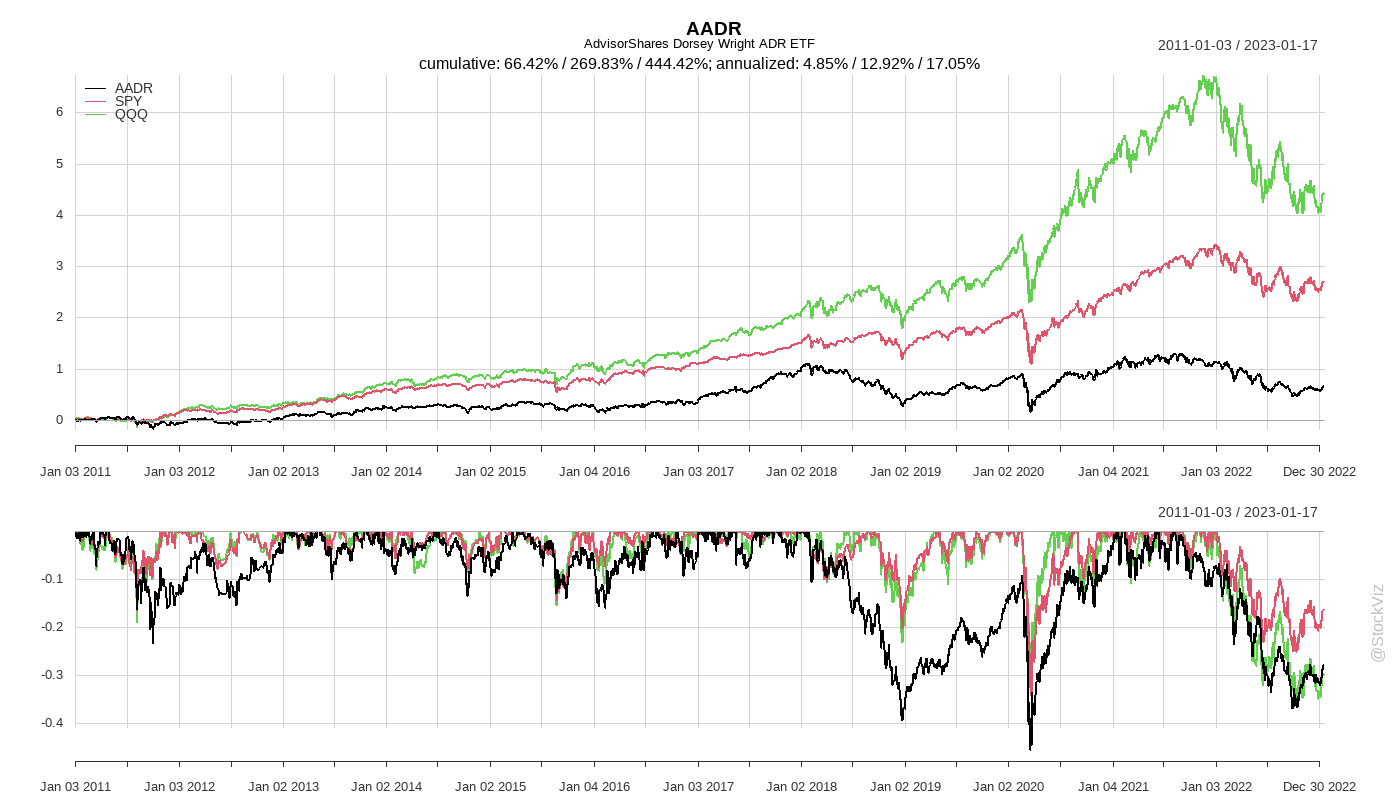 AADR
AdvisorShares Dorsey Wright ADR ETF
2011-01-03 / 2023-01-17
cumulative: 66.42% / 269.83% / 444.42%; annualized: 4.85% / 12.92% / 17.05%
AADR
SPY
QQQ
6
5
4
3
2
1
0
Jan 03 2011 Jan 03 2012 Jan 02 2013 Jan 02 2014 Jan 02 2015 Jan 04 2016 Jan 03 2017 Jan 02 2018 Jan 02 2019 Jan 02 2020 Jan 04 2021 Jan 03 2022 Dec 30 2022
2011-01-03 / 2023-01-17
-0.1
-0.2
-0.3
-0.4
Jan 03 2011 Jan 03 2012 Jan 02 2013 Jan 02 2014 Jan 02 2015 Jan 04 2016 Jan 03 2017 Jan 02 2018 Jan 02 2019 Jan 02 2020 Jan 04 2021 Jan 03 2022 Dec 30 2022
@StockViz